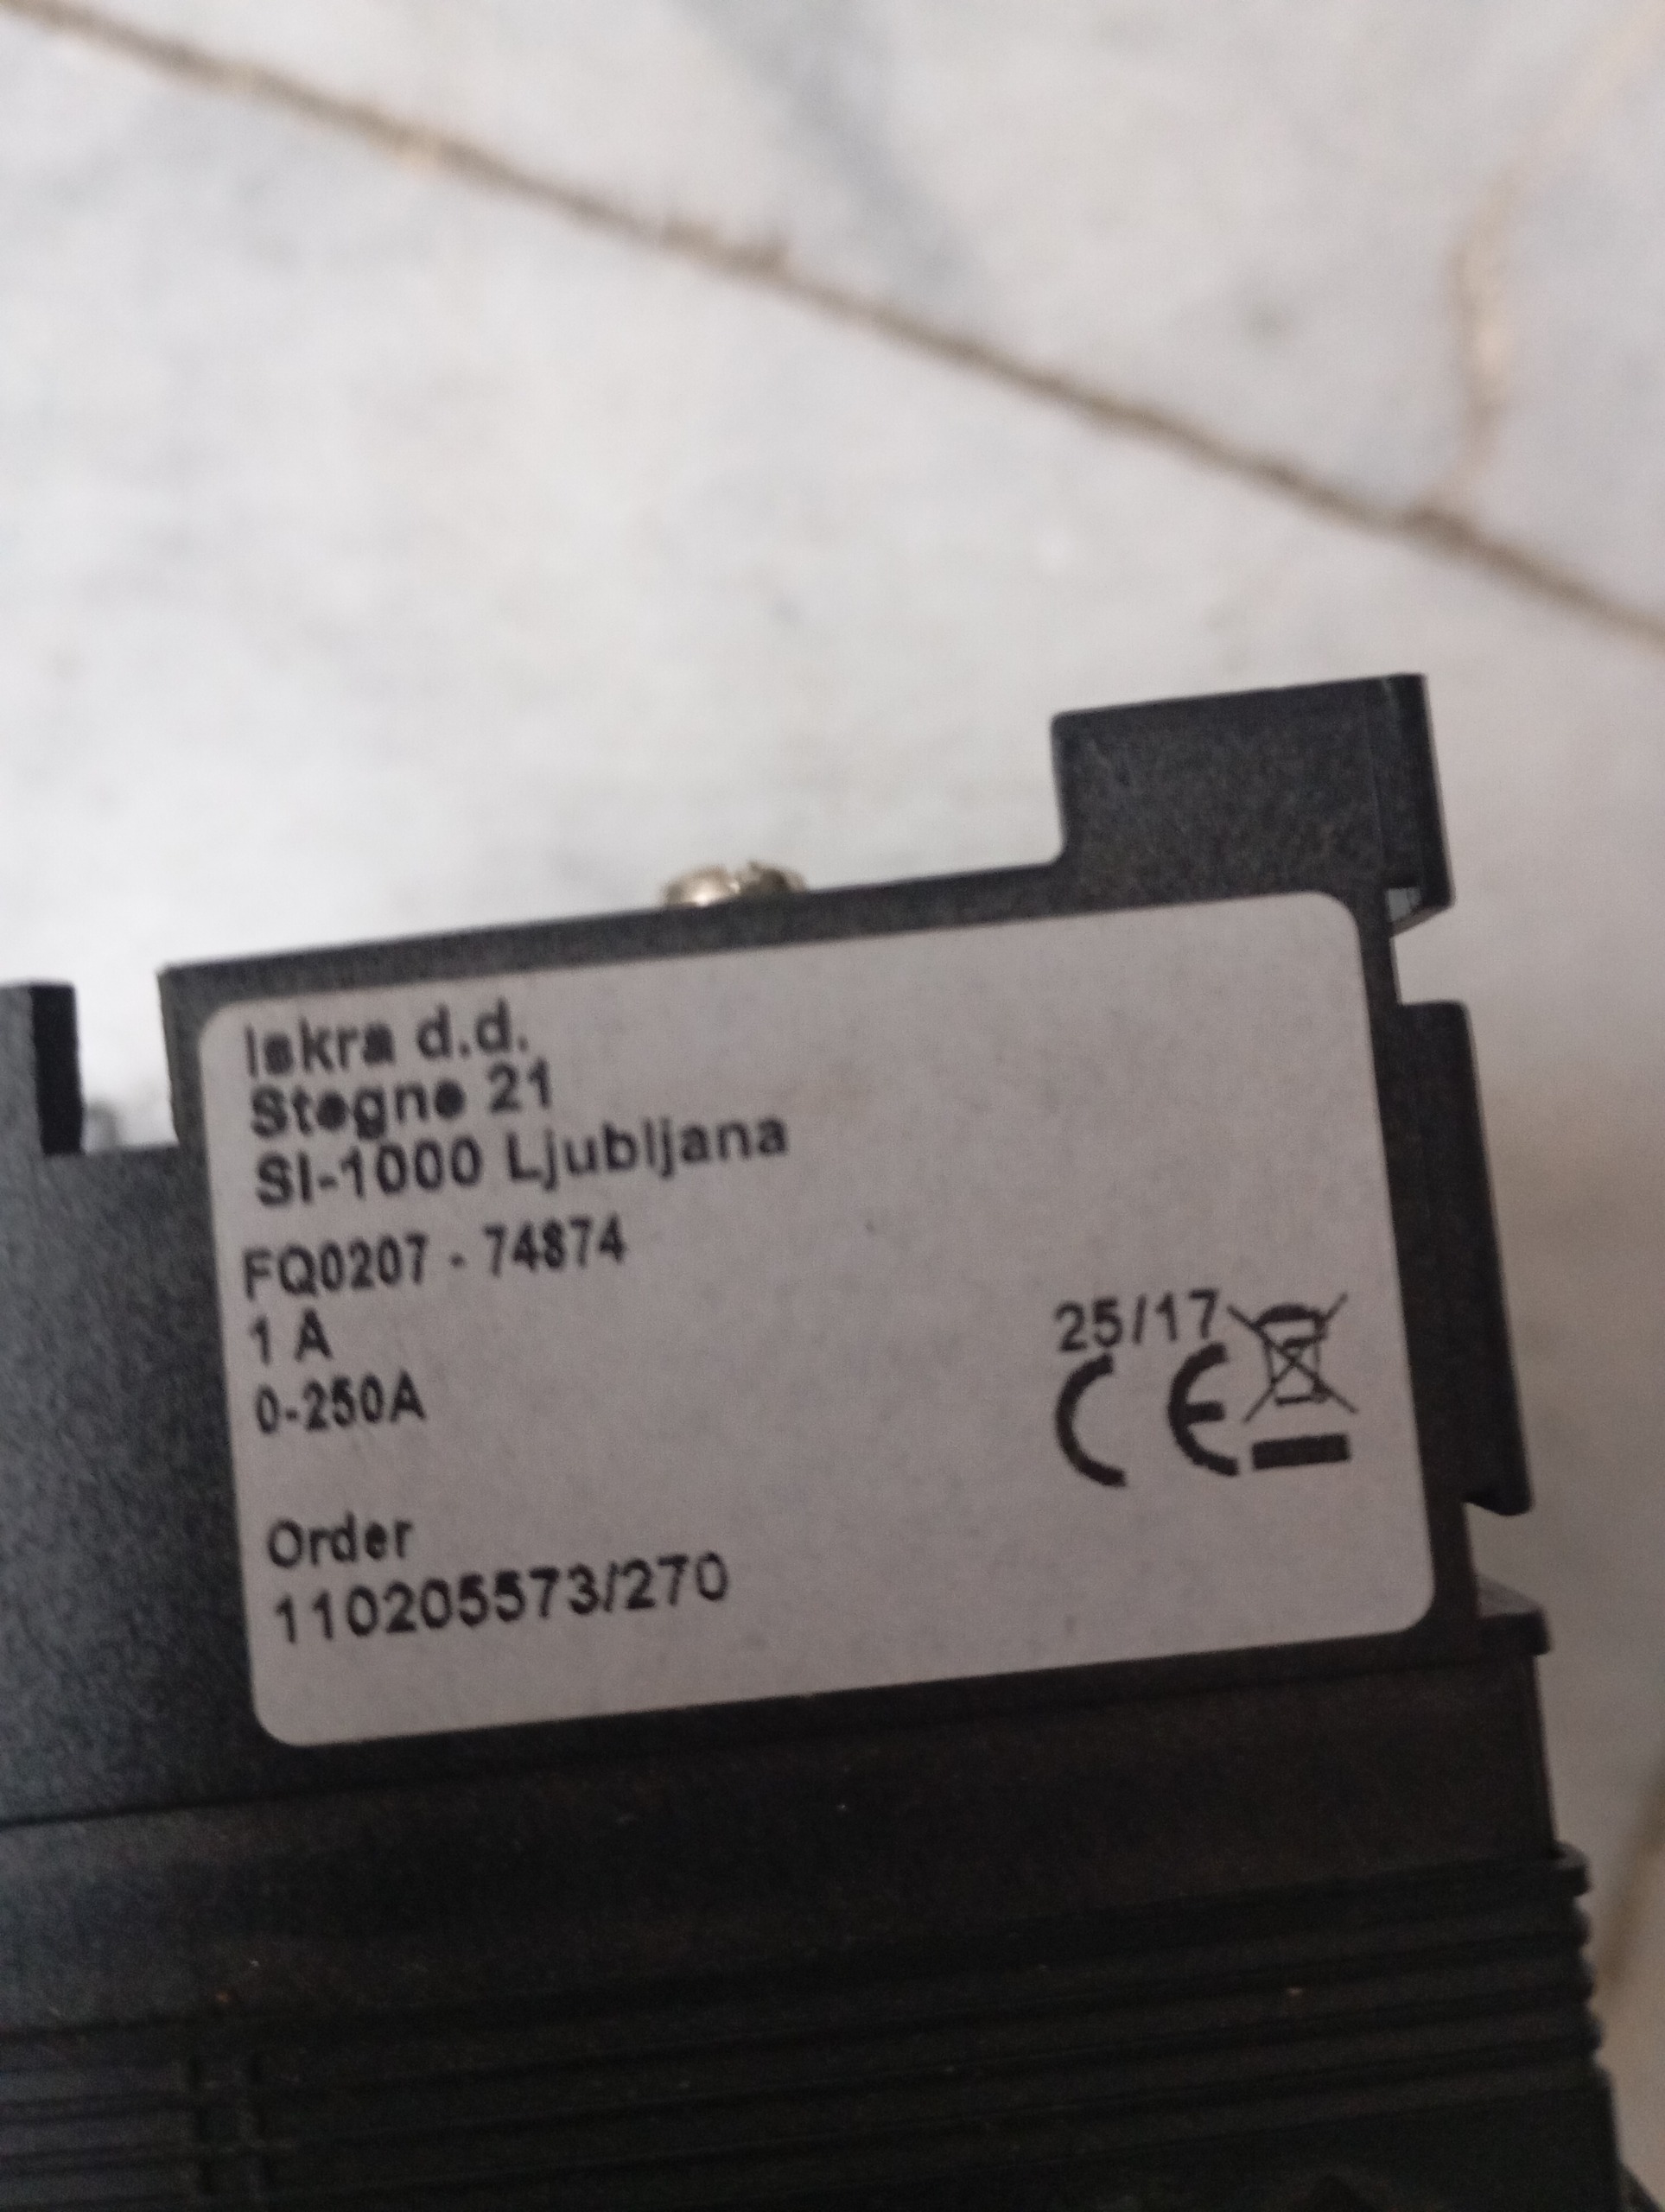 Iskra d.d.
Stegne 21
SI-1000 Ljubljana
FQ0207 - 74874
1 A
0-250A
25/17
CE
Order
110205573/270